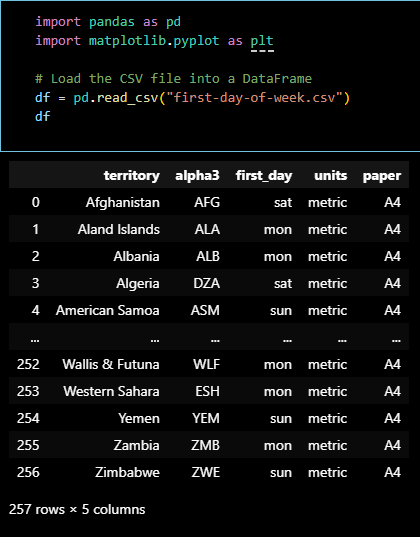 import pandas as pd
import matplotlib.pyplot as plt
# Load the CSV file into a DataFrame
df = pd.read_csv("first-day-of-week.csv")
df
territory alpha3 first_day units paper
0 Afghanistan AFG sat metric A4
1 Aland Islands ALA mon metric A4
2 Albania ALB mon metric A4
3 Algeria DZA sat metric A4
4 American Samoa ASM sun metric A4
... ... ... ... ... ...
252 Wallis & Futuna WLF mon metric A4
253 Western Sahara ESH mon metric A4
254 Yemen YEM sun metric A4
255 Zambia ZMB mon metric A4
256 Zimbabwe ZWE sun metric A4
257 rows × 5 columns